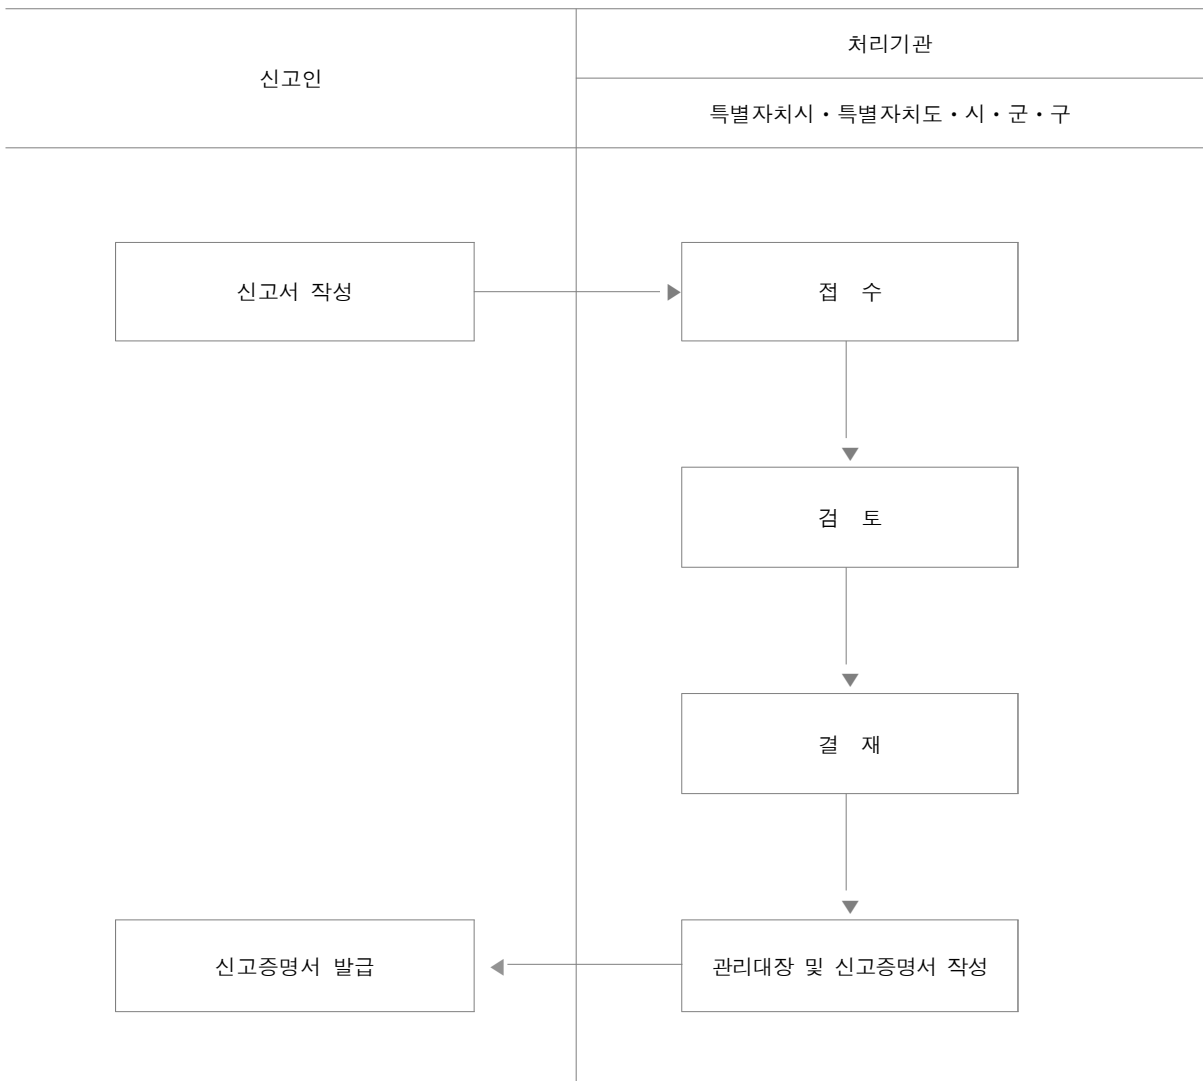 신고인
처리기관
특별자치시・특별자치도・시・군・구
신고서 작성
접 수
검 토
결 재
신고증명서 발급
관리대장 및 신고증명서 작성